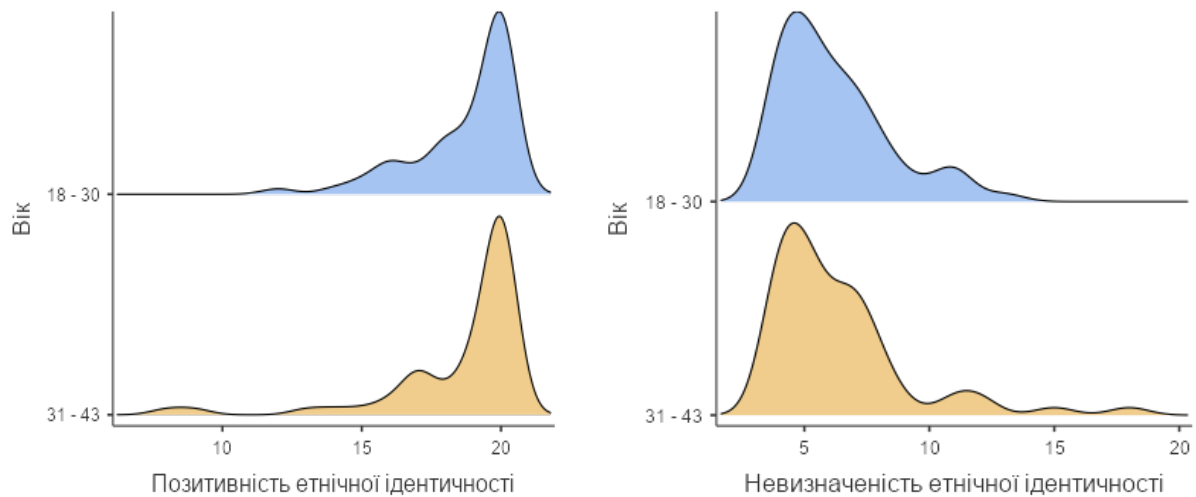 Вік
18 - 30
31 - 43
10
15
20
Позитивність етнічної ідентичності
Вік
18 - 30
31 - 43
5
10
15
20
Невизначеність етнічної ідентичності